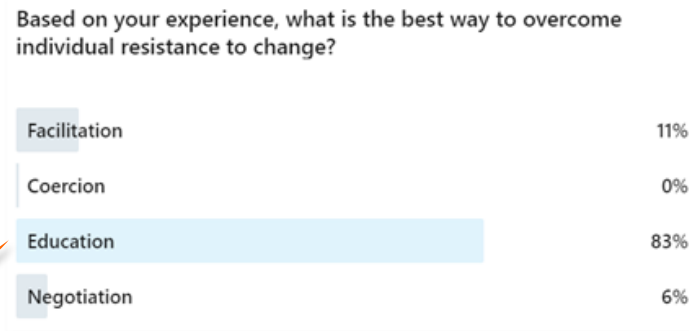 Based on your experience, what is the best way to overcome
individual resistance to change?
Facilitation 11%
Coercion 0%
Education 83%
Negotiation 6%